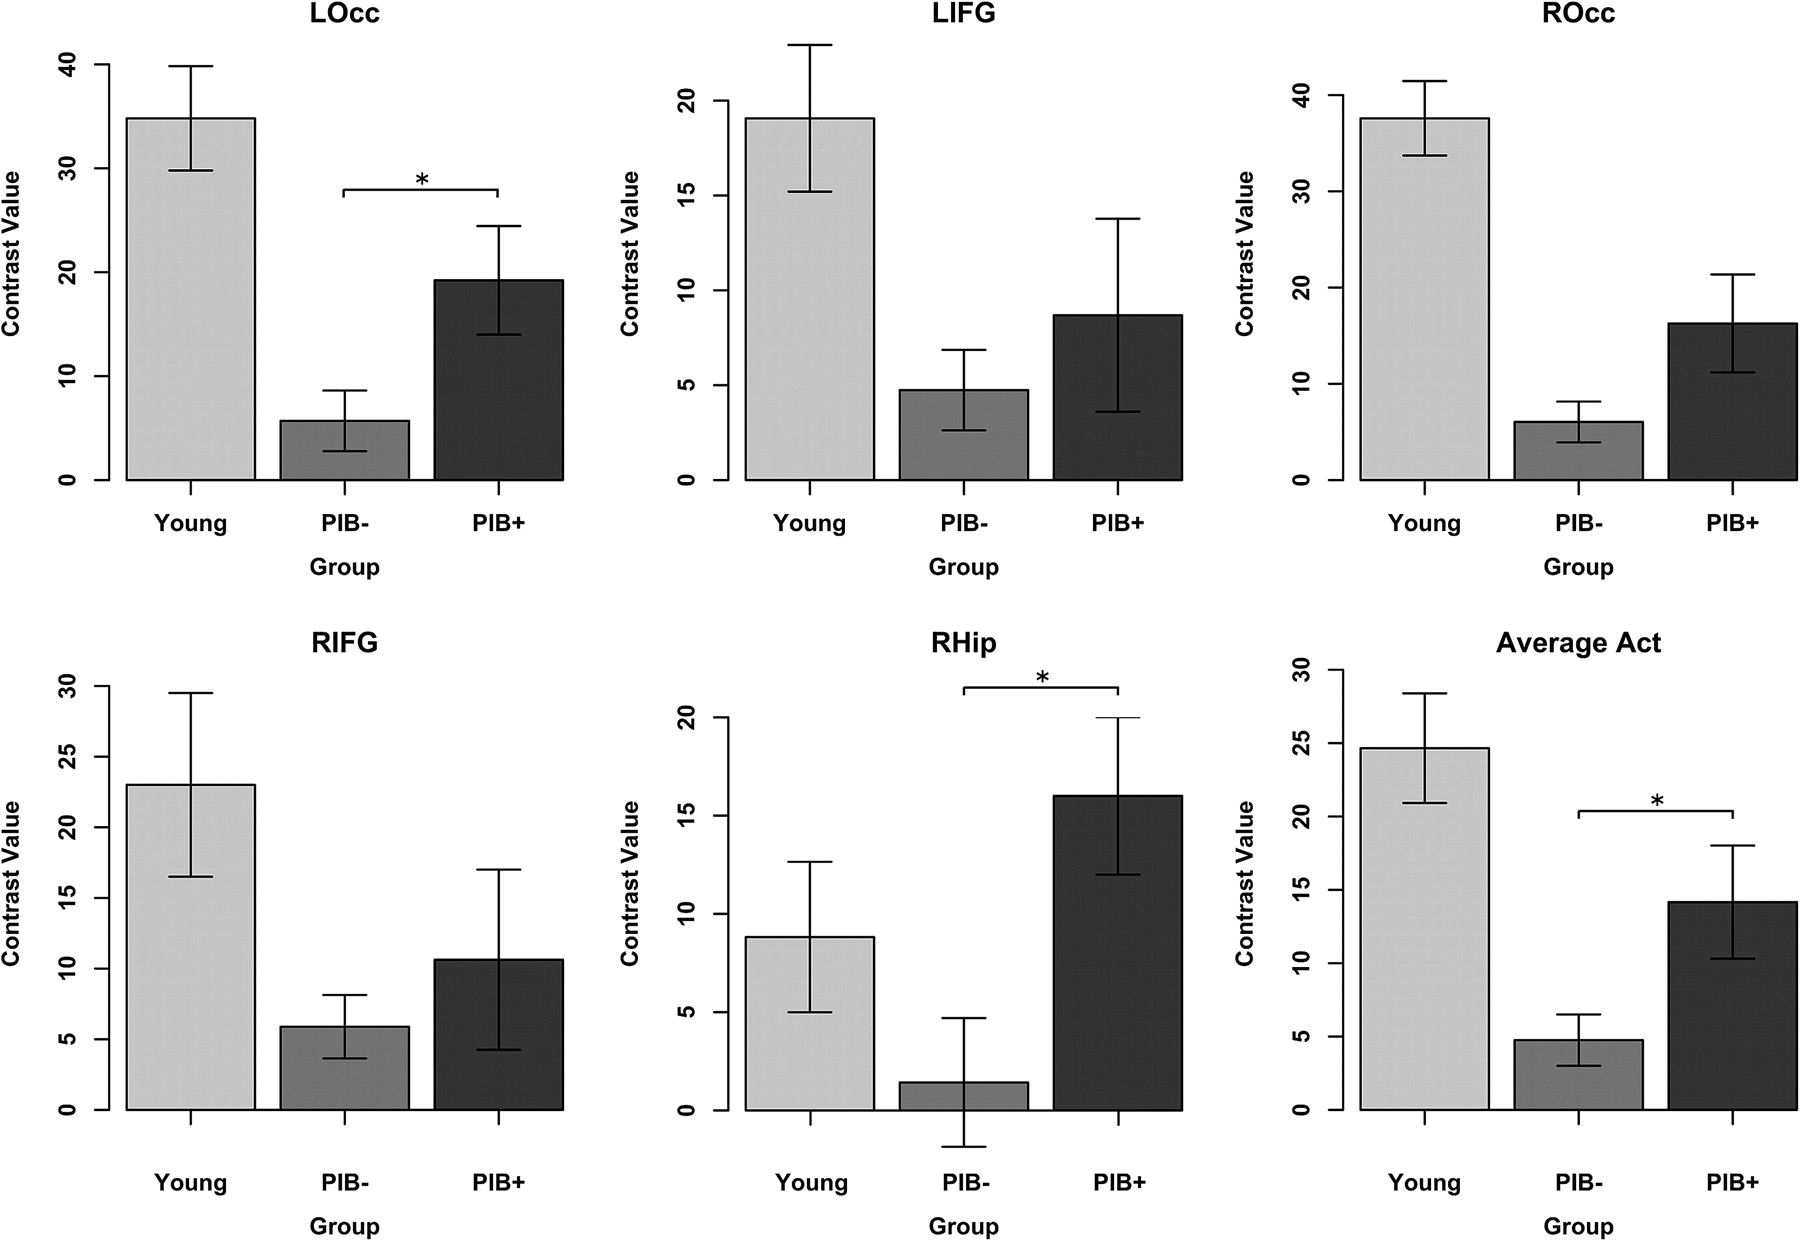 LOcc
Contrast Value
0 10 20 30 40
*
Young PIB- PIB+
Group
LIFG
Contrast Value
0 5 10 15 20
Young PIB- PIB+
Group
ROcc
Contrast Value
0 10 20 30 40
Young PIB- PIB+
Group
RIFG
Contrast Value
0 5 10 15 20 25 30
Young PIB- PIB+
Group
RHip
Contrast Value
0 5 10 15 20
*
Young PIB- PIB+
Group
Average Act
Contrast Value
0 5 10 15 20 25 30
*
Young PIB- PIB+
Group